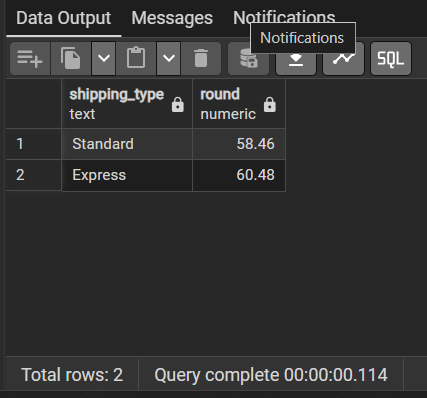 Data Output Messages Notifications
Notifications
SQL
shipping_type round
text numeric
1 Standard 58.46
2 Express 60.48
Total rows: 2 Query complete 00:00:00.114